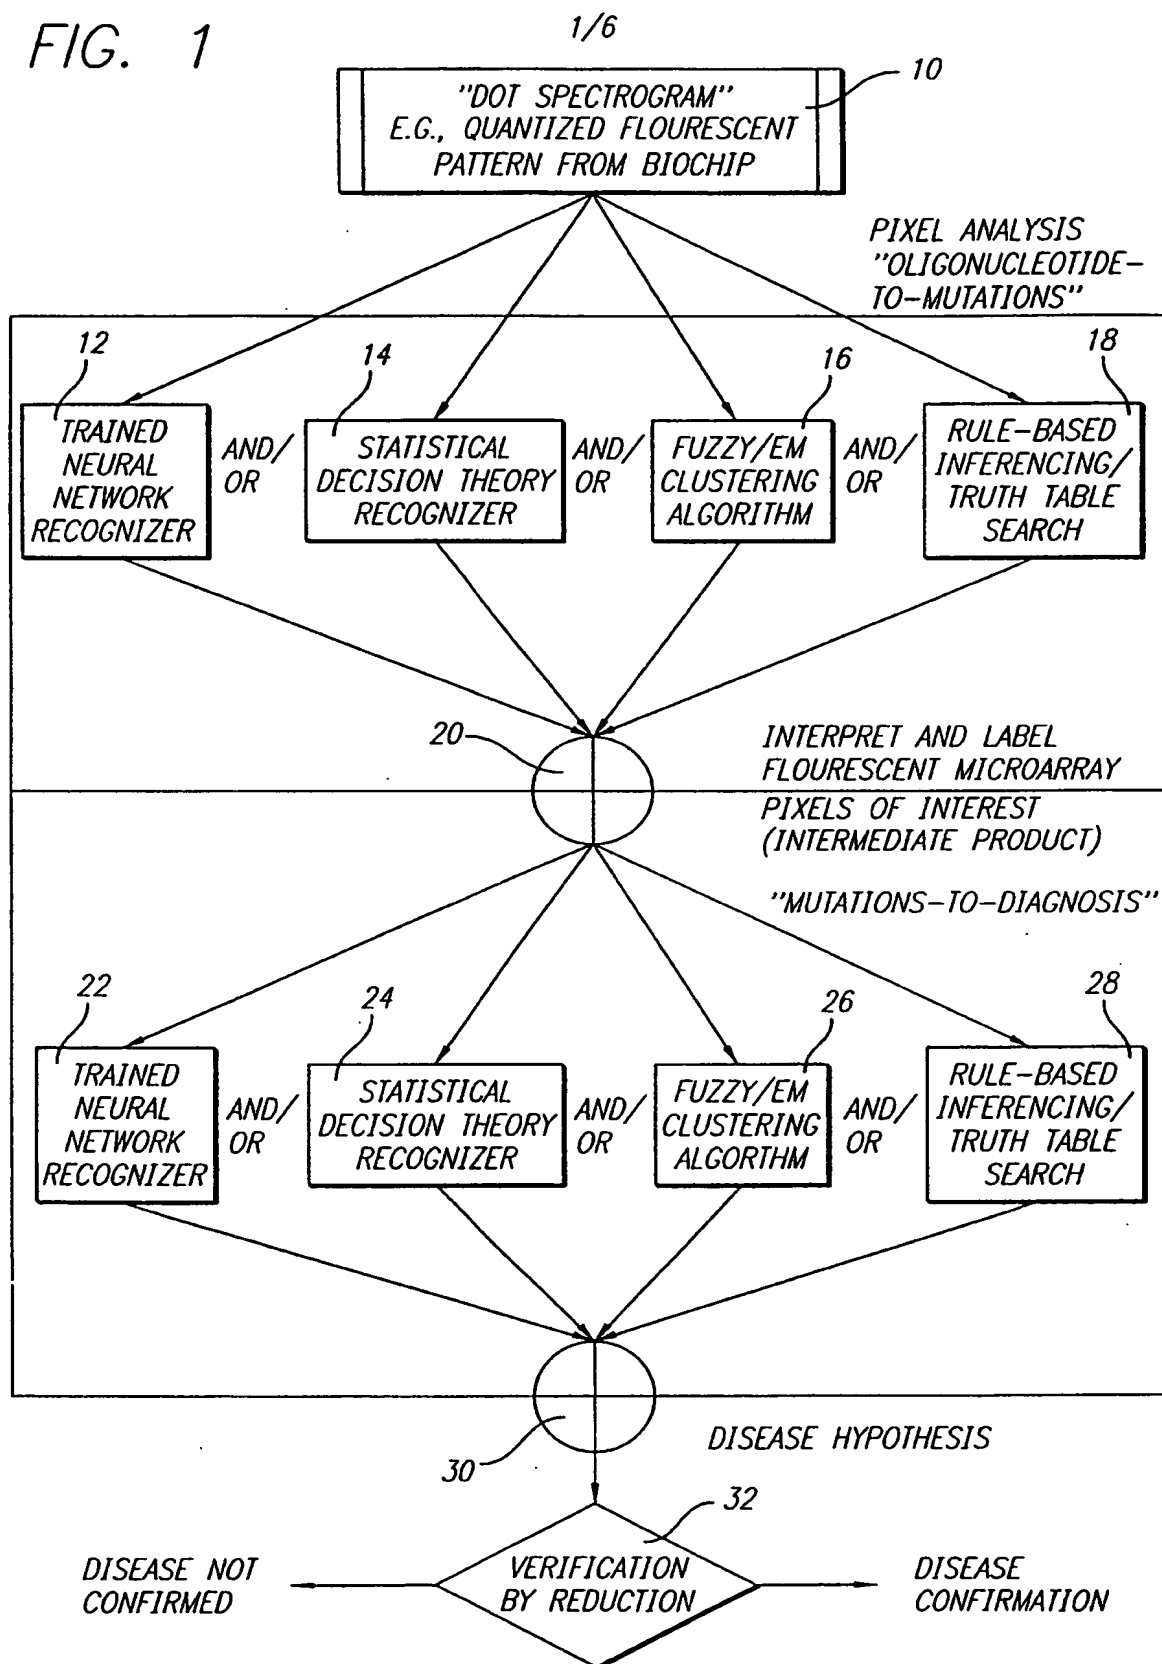 FIG. 1
1/6
10
"DOT SPECTROGRAM"
E.G., QUANTIZED FLOURESCENT
PATTERN FROM BIOCHIP
PIXEL ANALYSIS
"OLIGONUCLEOTIDE-
TO-MUTATIONS"
12
14
16
18
TRAINED
NEURAL
NETWORK
RECOGNIZER
AND/
OR
STATISTICAL
DECISION THEORY
RECOGNIZER
AND/
OR
FUZZY/EM
CLUSTERING
ALGORITHM
AND/
OR
RULE-BASED
INFERENCING/
TRUTH TABLE
SEARCH
20
INTERPRET AND LABEL
FLOURESCENT MICROARRAY
PIXELS OF INTEREST
(INTERMEDIATE PRODUCT)
"MUTATIONS-TO-DIAGNOSIS"
22
24
26
28
TRAINED
NEURAL
NETWORK
RECOGNIZER
AND/
OR
STATISTICAL
DECISION THEORY
RECOGNIZER
AND/
OR
FUZZY/EM
CLUSTERING
ALGORITHM
AND/
OR
RULE-BASED
INFERENCING/
TRUTH TABLE
SEARCH
30
DISEASE HYPOTHESIS
32
DISEASE NOT
CONFIRMED
VERIFICATION
BY REDUCTION
DISEASE
CONFIRMATION